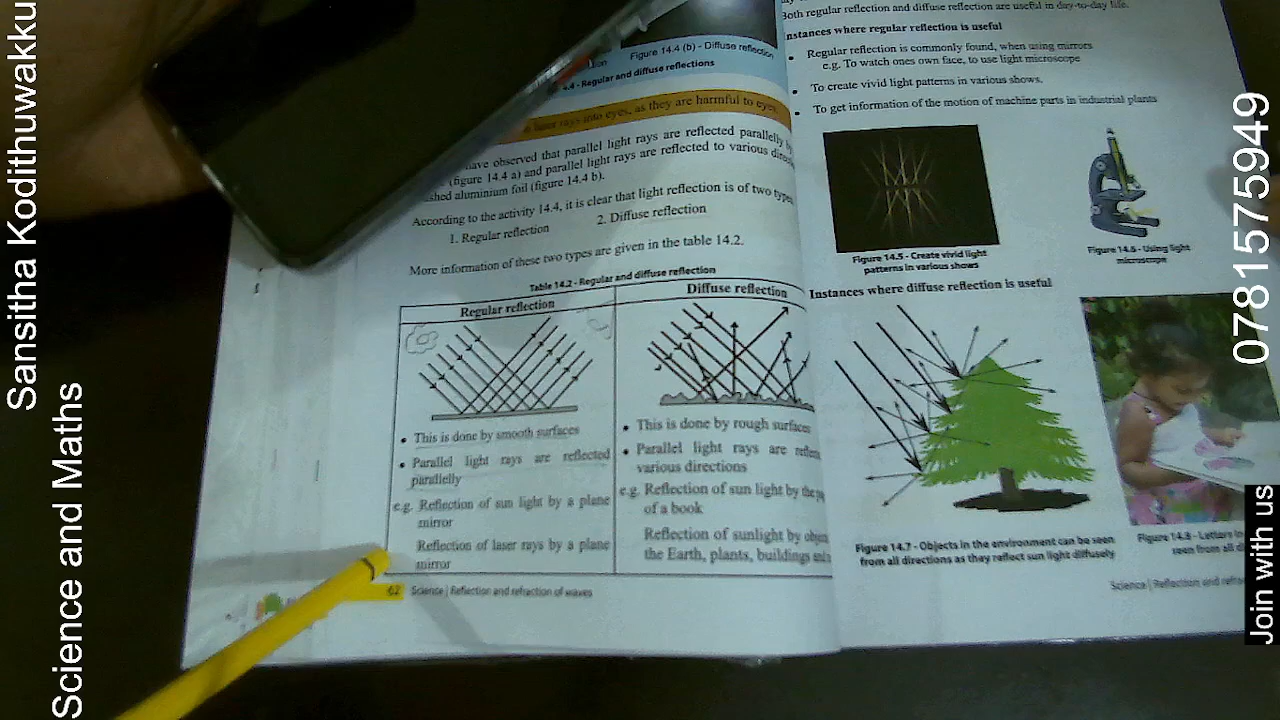 Sansitha Kodithuwakku
Science and Maths
0781575949
Join with us
Figure 14.4 (b) - Diffuse reflection
4.4 - Regular and diffuse reflections
laser rays into eyes, as they are harmful to eyes.
have observed that parallel light rays are reflected parallelly
(figure 14.4 a) and parallel light rays are reflected to various
aluminium foil (figure 14.4 b).
According to the activity 14.4, it is clear that light reflection is of two types
1. Regular reflection 2. Diffuse reflection
More information of these two types are given in the table 14.2.
Table 14.2 - Regular and diffuse reflection
Regular reflection
• This is done by smooth surfaces
• Parallel light rays are reflected
parallelly
e.g. Reflection of sun light by a plane
mirror
Reflection of laser rays by a plane
mirror
Diffuse reflection
• This is done by rough surfaces
• Parallel light rays are
various directions
e.g. Reflection of sun light by the
of a book
Reflection of sunlight by
the Earth, plants, buildings
62 Science | Reflection and refraction of waves
Both regular reflection and diffuse reflection are useful in day-to-day life.
Instances where regular reflection is useful
• Regular reflection is commonly found, when using mirrors
e.g. To watch ones own face, to use light microscope
• To create vivid light patterns in various shows.
• To get information of the motion of machine parts in industrial plants
Figure 14.5 - Create vivid light
patterns in various shows
Figure 14.6 - Using light
microscope
Instances where diffuse reflection is useful
Figure 14.7 - Objects in the environment can be seen
from all directions as they reflect sun light diffusely
Figure 14.8 - Letters
seen from all
Science | Reflection and